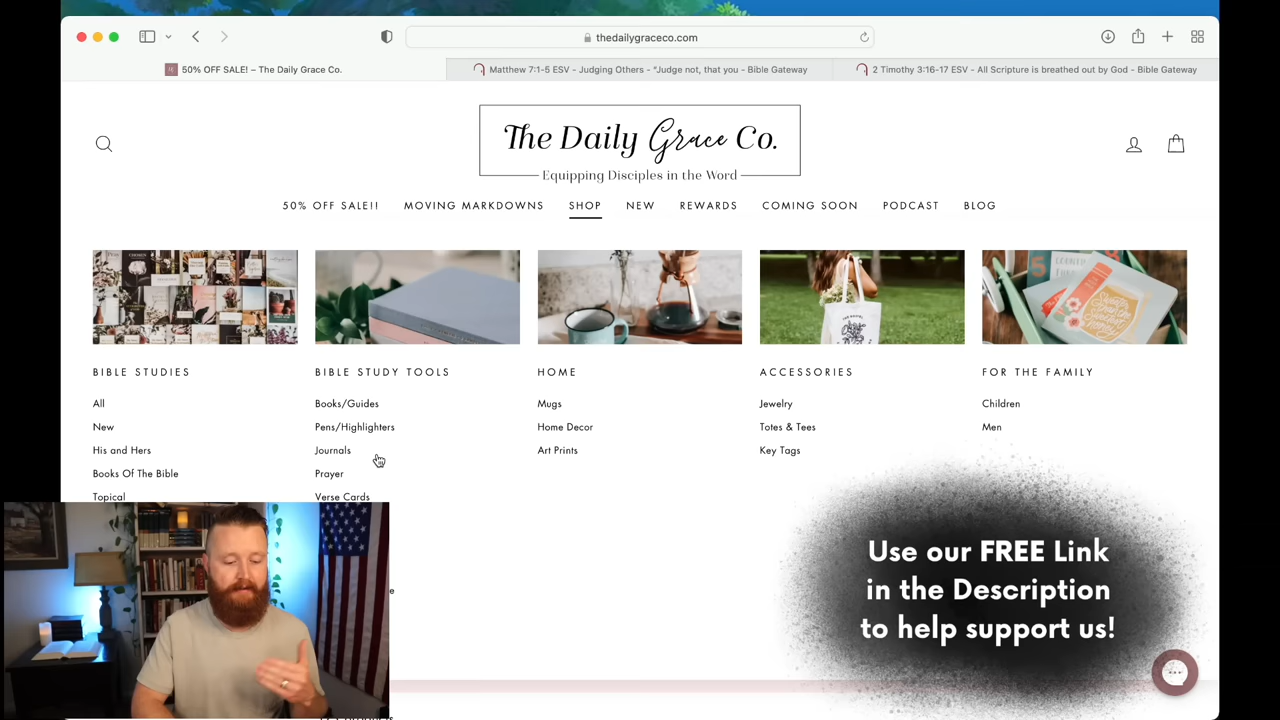 thedailygraceco.com
50% OFF SALE! – The Daily Grace Co.
Matthew 7:1-5 ESV - Judging Others - "Judge not, that you - Bible Gateway
2 Timothy 3:16-17 ESV - All Scripture is breathed out by God - Bible Gateway
The Daily Grace Co.
Equipping Disciples in the Word
50% OFF SALE!! MOVING MARKDOWNS SHOP NEW REWARDS COMING SOON PODCAST BLOG
BIBLE STUDIES
All
New
His and Hers
Books Of The Bible
Topical
BIBLE STUDY TOOLS
Books/Guides
Pens/Highlighters
Journals
Prayer
Verse Cards
HOME
Mugs
Home Decor
Art Prints
ACCESSORIES
Jewelry
Totes & Tees
Key Tags
FOR THE FAMILY
Children
Men
Use our FREE Link
in the Description
to help support us!